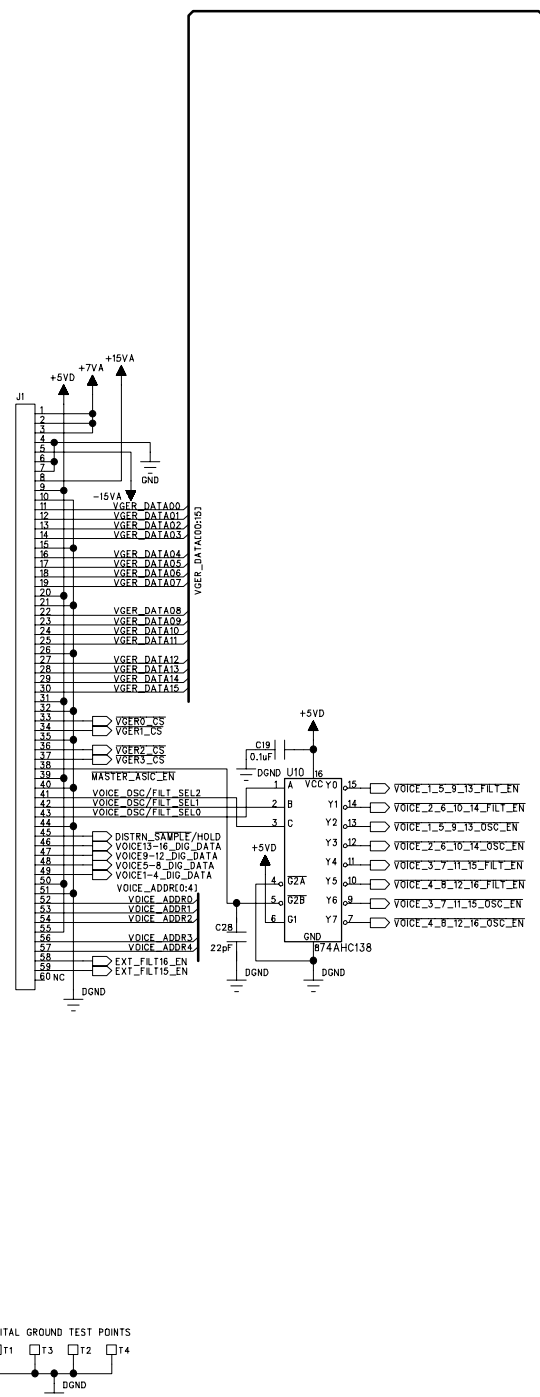 +15VA
+7VA
+5VD
J1
1
2
3
4
5
6
7
GND
8
9
10
-15VA
11 VGER_DATA00
12 VGER_DATA01
13 VGER_DATA02
14 VGER_DATA03
15
16 VGER_DATA04
17 VGER_DATA05
18 VGER_DATA06
19 VGER_DATA07
VGER_DATA[00:15]
20
21
22 VGER_DATA08
23 VGER_DATA09
24 VGER_DATA10
25 VGER_DATA11
26
27 VGER_DATA12
28 VGER_DATA13
29 VGER_DATA14
30 VGER_DATA15
31
32
33 VGER0_CS
34 VGER1_CS
35
36 VGER2_CS
37 VGER3_CS
38
39 MASTER_ASIC_EN
40
41 VOICE_OSC/FILT_SEL2
42 VOICE_OSC/FILT_SEL1
43 VOICE_OSC/FILT_SEL0
44
45 DISTRN_SAMPLE/HOLD
46 VOICE13-16_DIG_DATA
47 VOICE9-12_DIG_DATA
48 VOICE5-8_DIG_DATA
49 VOICE1-4_DIG_DATA
50
51 VOICE_ADDR[0:4]
52 VOICE_ADDR0
53 VOICE_ADDR1
54 VOICE_ADDR2
55
56 VOICE_ADDR3
57 VOICE_ADDR4
58 EXT_FILT16_EN
59 EXT_FILT15_EN
60 NC
DGND
+5VD
C19
0.1uF
DGND U10
16
VCC
1 A Y0 15 VOICE_1_5_9_13_FILT_EN
2 B Y1 14 VOICE_2_6_10_14_FILT_EN
3 C Y2 13 VOICE_1_5_9_13_OSC_EN
Y3 12 VOICE_2_6_10_14_OSC_EN
+5VD
Y4 11 VOICE_3_7_11_15_FILT_EN
4 G2A Y5 10 VOICE_4_8_12_16_FILT_EN
5 G2B Y6 9 VOICE_3_7_11_15_OSC_EN
6 G1 Y7 7 VOICE_4_8_12_16_OSC_EN
GND
8 74AHC138
C28
22pF
DGND
DGND
ITAL GROUND TEST POINTS
T1 T3 T2 T4
DGND